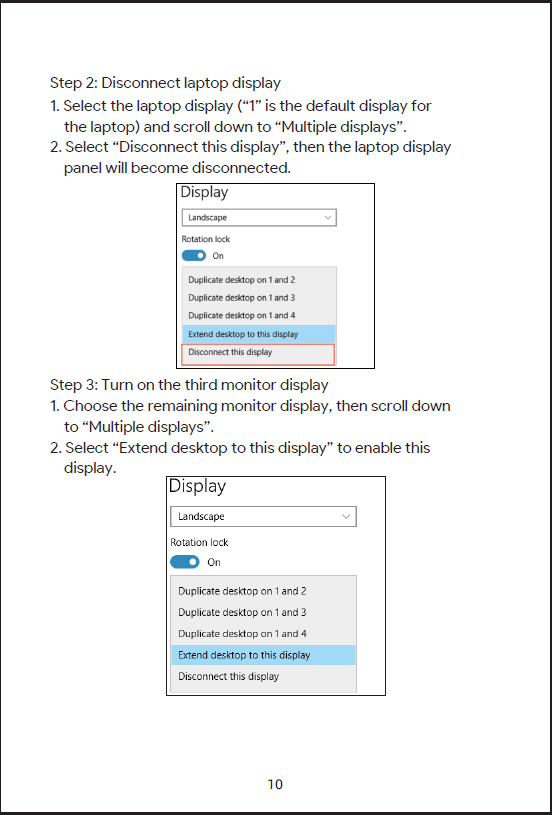 Step 2: Disconnect laptop display
1. Select the laptop display (“1” is the default display for
the laptop) and scroll down to “Multiple displays”.
2. Select “Disconnect this display”, then the laptop display
panel will become disconnected.
Display
Landscape
Rotation lock
On
Duplicate desktop on 1 and 2
Duplicate desktop on 1 and 3
Duplicate desktop on 1 and 4
Extend desktop to this display
Disconnect this display
Step 3: Turn on the third monitor display
1. Choose the remaining monitor display, then scroll down
to “Multiple displays”.
2. Select “Extend desktop to this display” to enable this
display.
Display
Landscape
Rotation lock
On
Duplicate desktop on 1 and 2
Duplicate desktop on 1 and 3
Duplicate desktop on 1 and 4
Extend desktop to this display
Disconnect this display
10